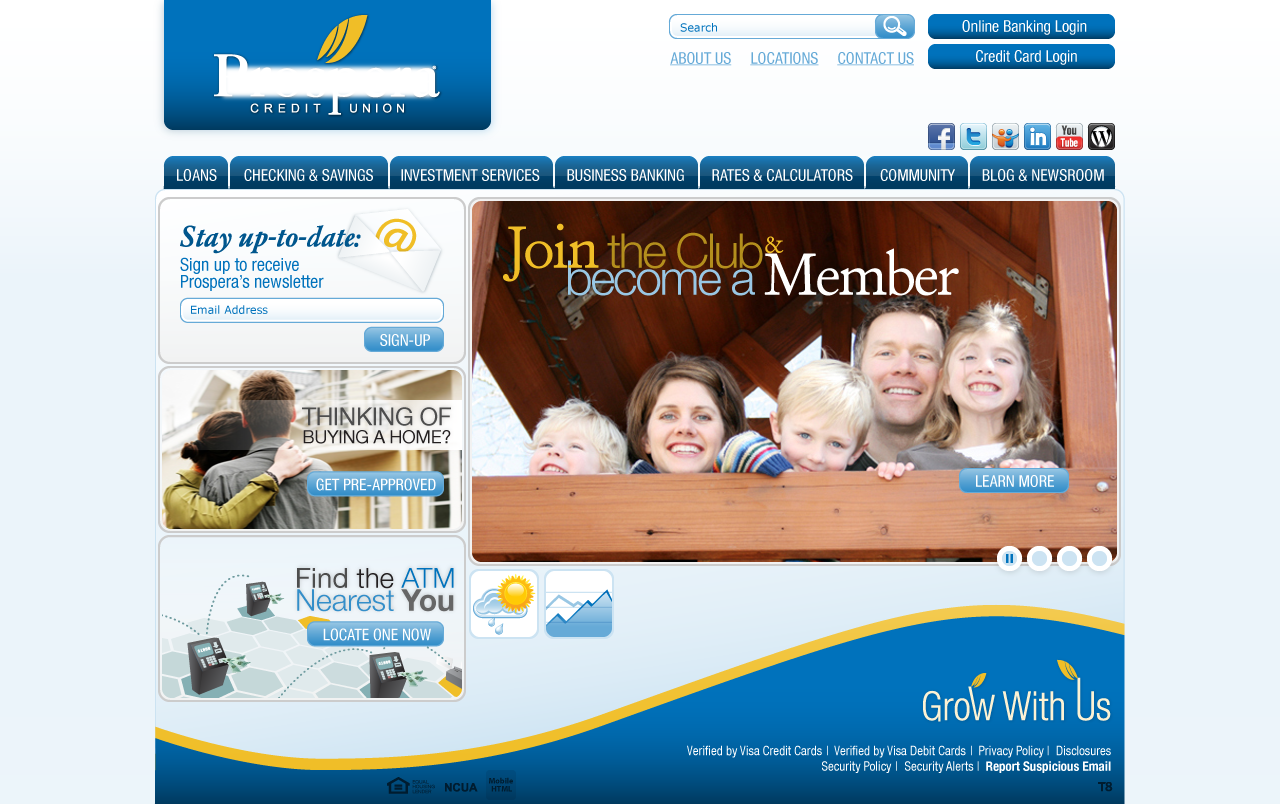 Prospera
CREDIT UNION
Search
Online Banking Login
ABOUT US LOCATIONS CONTACT US
Credit Card Login
You
Tube
LOANS CHECKING & SAVINGS INVESTMENT SERVICES BUSINESS BANKING RATES & CALCULATORS COMMUNITY BLOG & NEWSROOM
Stay up-to-date:
Sign up to receive
Prospera's newsletter
Email Address
SIGN-UP
Join the Club &
become a Member
LEARN MORE
THINKING OF
BUYING A HOME?
GET PRE-APPROVED
Find the ATM
Nearest You
LOCATE ONE NOW
Grow With Us
Verified by Visa Credit Cards | Verified by Visa Debit Cards | Privacy Policy | Disclosures
Security Policy | Security Alerts | Report Suspicious Email
NCUA
Mobile
HTML
T8